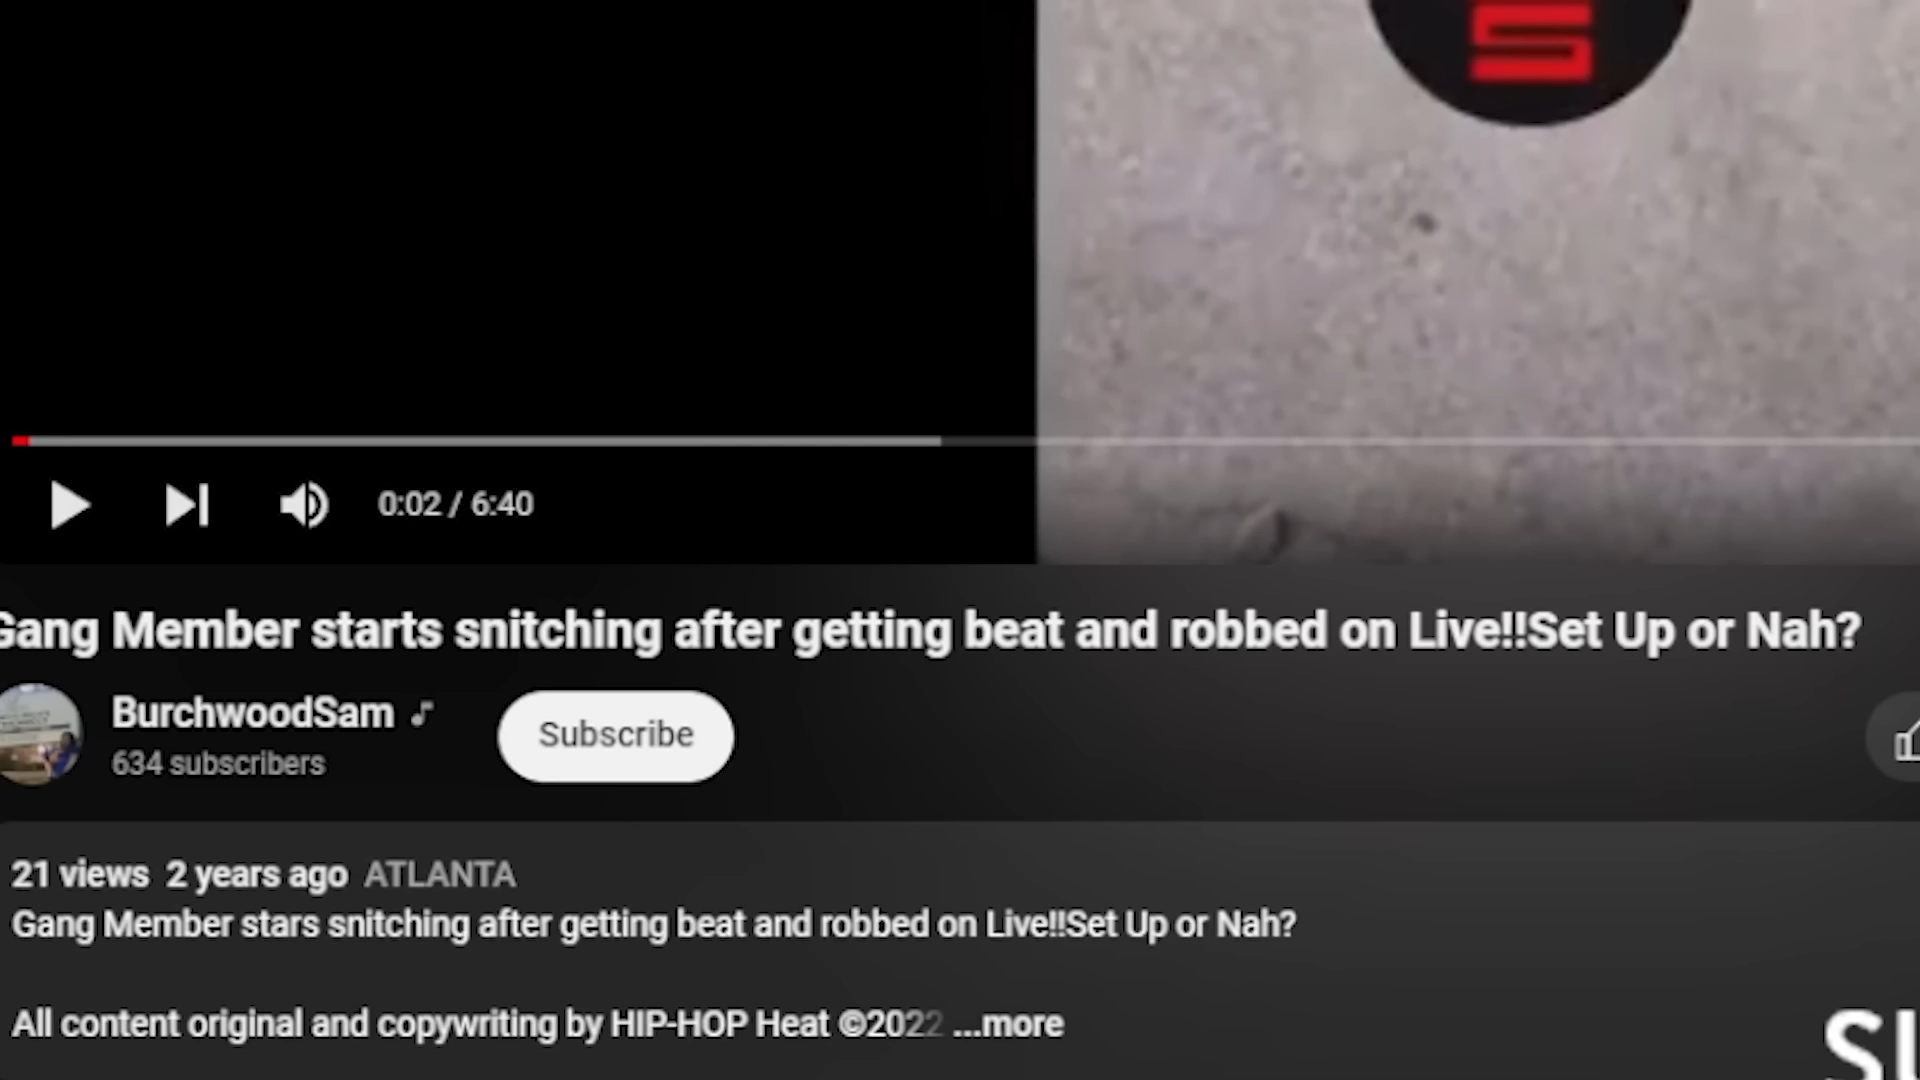 S
0:02 / 6:40
Gang Member starts snitching after getting beat and robbed on Live!!Set Up or Nah?
BurchwoodSam
634 subscribers
Subscribe
21 views 2 years ago ATLANTA
Gang Member stars snitching after getting beat and robbed on Live!!Set Up or Nah?
All content original and copywriting by HIP-HOP Heat ©2022 ...more